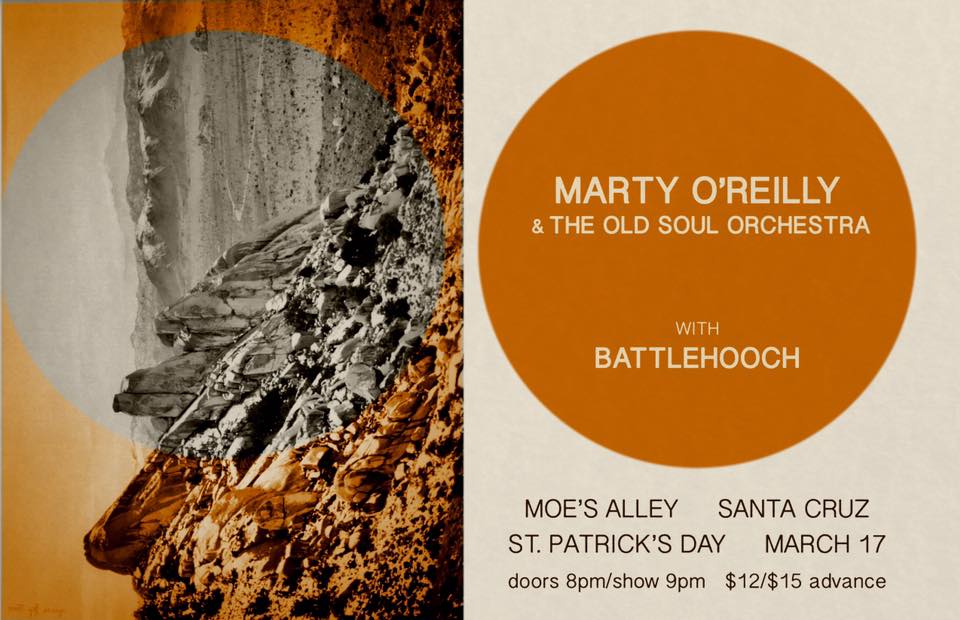 MARTY O'REILLY
& THE OLD SOUL ORCHESTRA
WITH
BATTLEHOOCH
MOE'S ALLEY SANTA CRUZ
ST. PATRICK'S DAY MARCH 17
doors 8pm/show 9pm $12/$15 advance